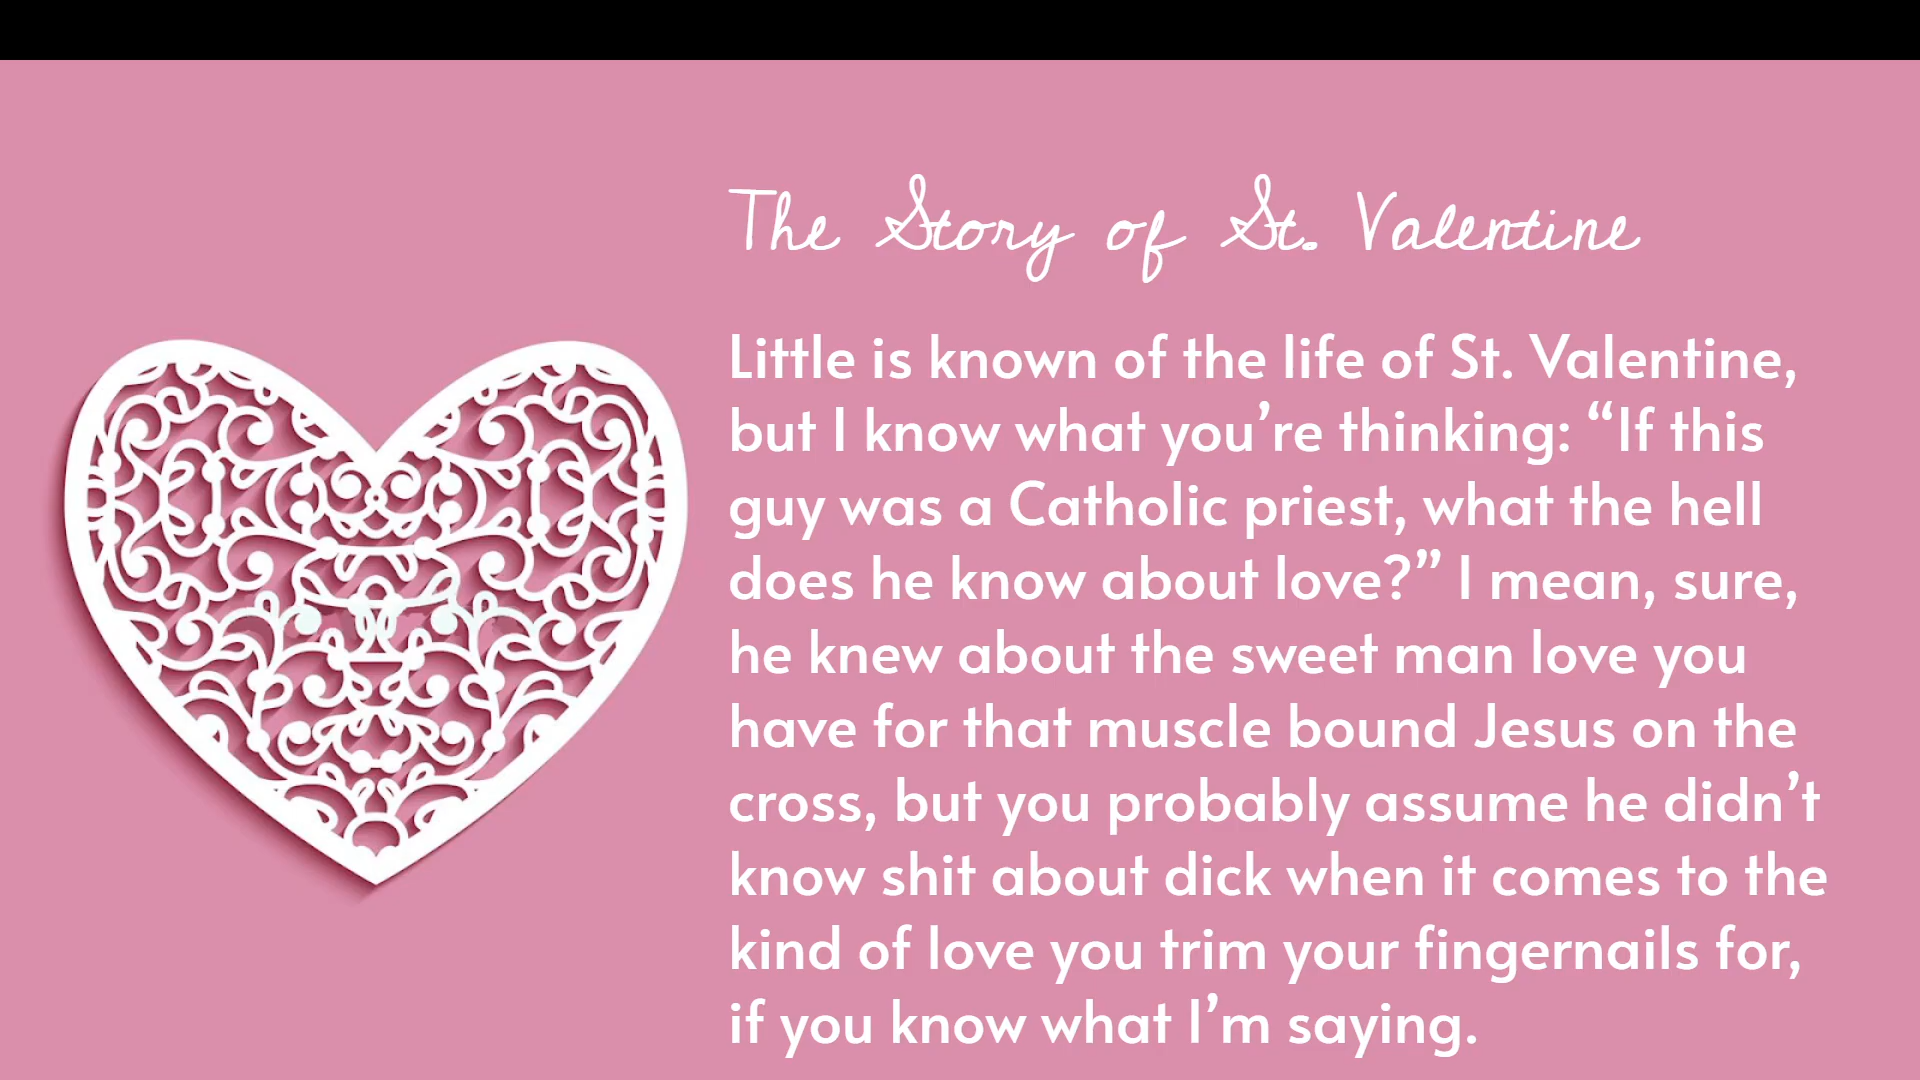 The Story of St. Valentine
Little is known of the life of St. Valentine,
but I know what you’re thinking: “If this
guy was a Catholic priest, what the hell
does he know about love?” I mean, sure,
he knew about the sweet man love you
have for that muscle bound Jesus on the
cross, but you probably assume he didn’t
know shit about dick when it comes to the
kind of love you trim your fingernails for,
if you know what I’m saying.